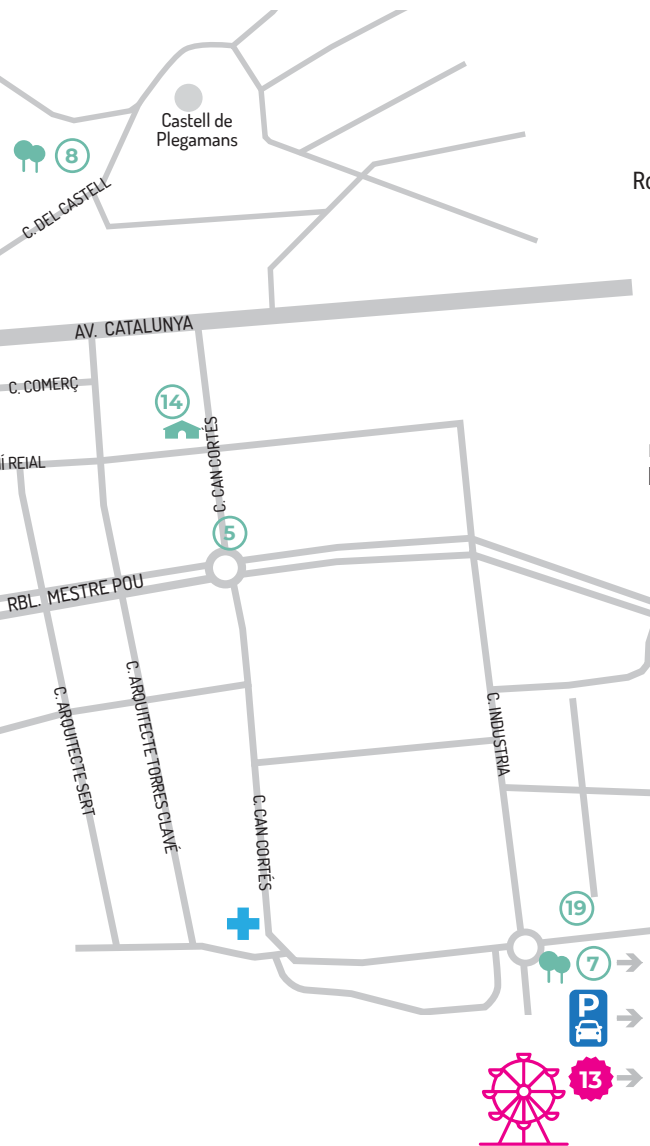 Castell de
Plegamans
8
C. DEL CASTELL
AV. CATALUNYA
C. COMERÇ
14
C. CAN CORTÉS
REIAL
5
RBL. MESTRE POU
C. ARQUITECTE SERT
C. ARQUITECTE TORRES CLAVÉ
C. INDUSTRIA
C. CAN CORTÉS
19
7
P
13